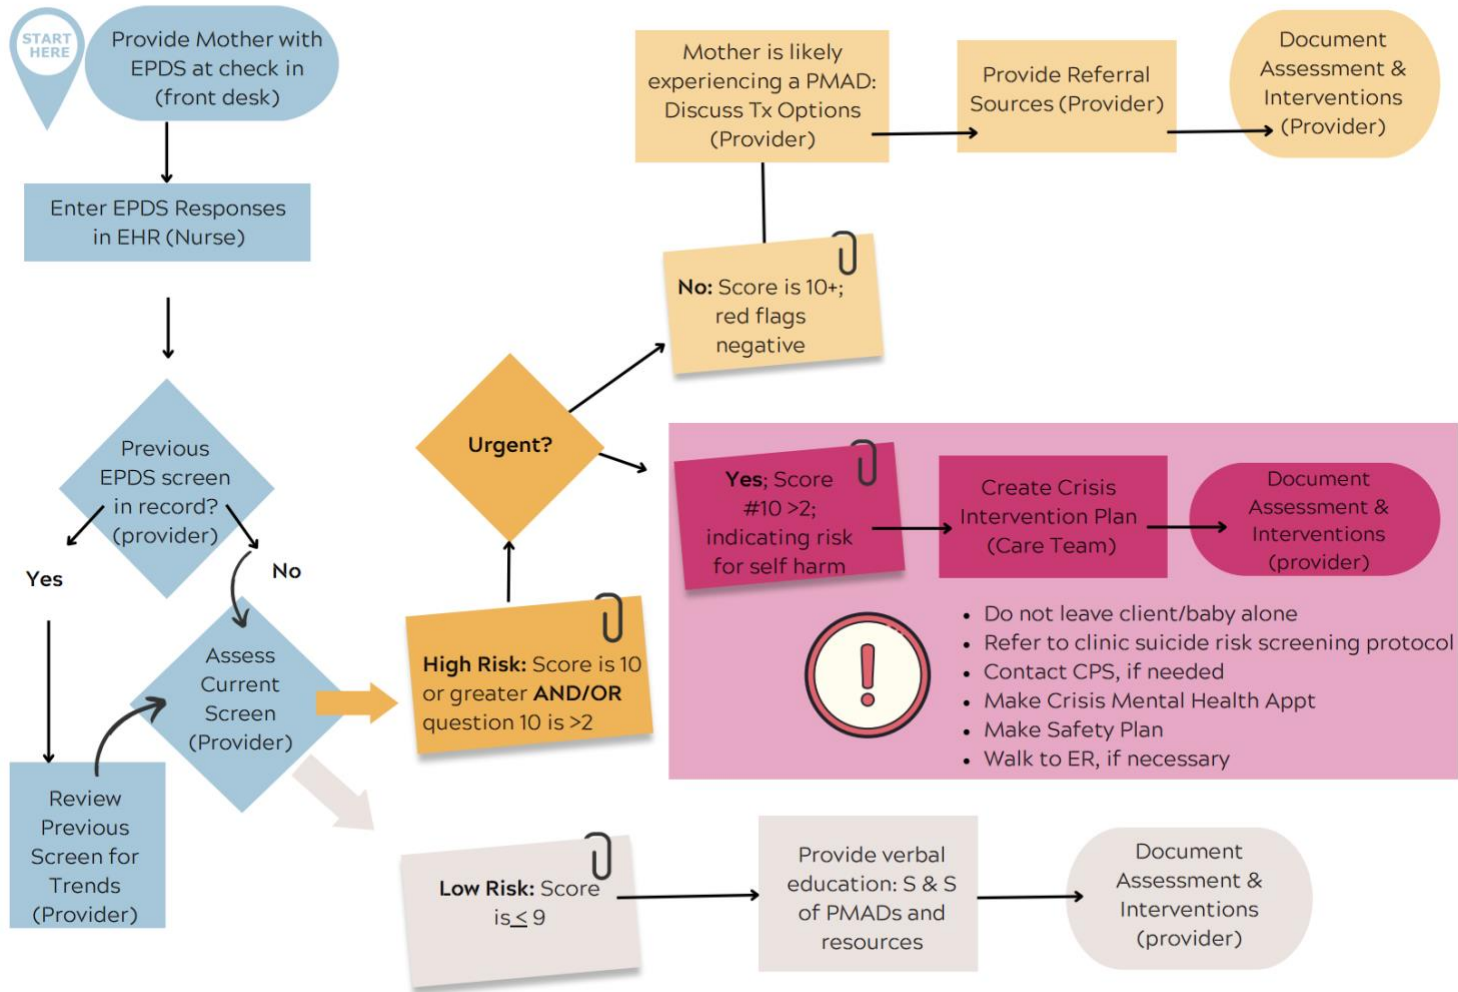 START
HERE
Provide Mother with
EPDS at check in
(front desk)
Enter EPDS Responses
in EHR (Nurse)
Previous
EPDS screen
in record?
(provider)
Yes
No
Review
Previous
Screen for
Trends
(Provider)
Assess
Current
Screen
(Provider)
High Risk: Score is 10
or greater AND/OR
question 10 is >2
Urgent?
No: Score is 10+;
red flags
negative
Mother is likely
experiencing a PMAD:
Discuss Tx Options
(Provider)
Provide Referral
Sources (Provider)
Document
Assessment &
Interventions
(Provider)
Yes; Score
#10 >2;
indicating risk
for self harm
Create Crisis
Intervention Plan
(Care Team)
Document
Assessment &
Interventions
(provider)
!
• Do not leave client/baby alone
• Refer to clinic suicide risk screening protocol
• Contact CPS, if needed
• Make Crisis Mental Health Appt
• Make Safety Plan
• Walk to ER, if necessary
Low Risk: Score
is ≤ 9
Provide verbal
education: S & S
of PMADs and
resources
Document
Assessment &
Interventions
(provider)